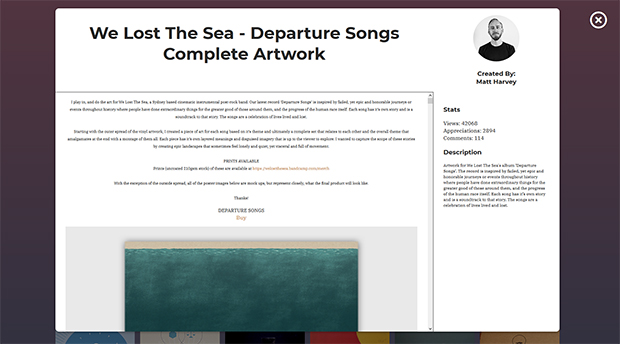 We Lost The Sea - Departure Songs
Complete Artwork
Created By:
Matt Harvey
I play in, and do the art for We Lost The Sea, a Sydney based cinematic instrumental post-rock band. Our latest record 'Departure Songs' is inspired by failed, yet epic and honourable journeys or
events throughout history where people have done extraordinary things for the greater good of those around them, and the progress of the human race itself. Each song has it's own story and is a
soundtrack to that story. The songs are a celebration of lives lived and lost.
Starting with the outer spread of the vinyl artwork, I created a piece of art for each song based on it's theme and ultimately a complete set that relates to each other and the overall theme that
amalgamates at the end with a montage of them all. Each piece has it's own layered meanings and disguised imagery that is up to the viewer to explore. I wanted to capture the scope of these stories
by creating epic landscapes that sometimes feel lonely and quiet, yet visceral and full of movement.
PRINTS AVAILABLE
With the exception of the outside spread, all of the poster images below are mock ups, but represent closely, what the final product will look like.
Thanks!
DEPARTURE SONGS
Buy
Stats
Views: 42068
Appreciations: 2894
Comments: 114
Description
Artwork for We Lost The Sea's album 'Departure
Songs'. The record is inspired by failed, yet epic and
honourable journeys or events throughout history
where people have done extraordinary things for the
greater good of those around them, and the progress
of the human race itself. Each song has it's own story
and is a soundtrack to that story. The songs are a
celebration of lives lived and lost.